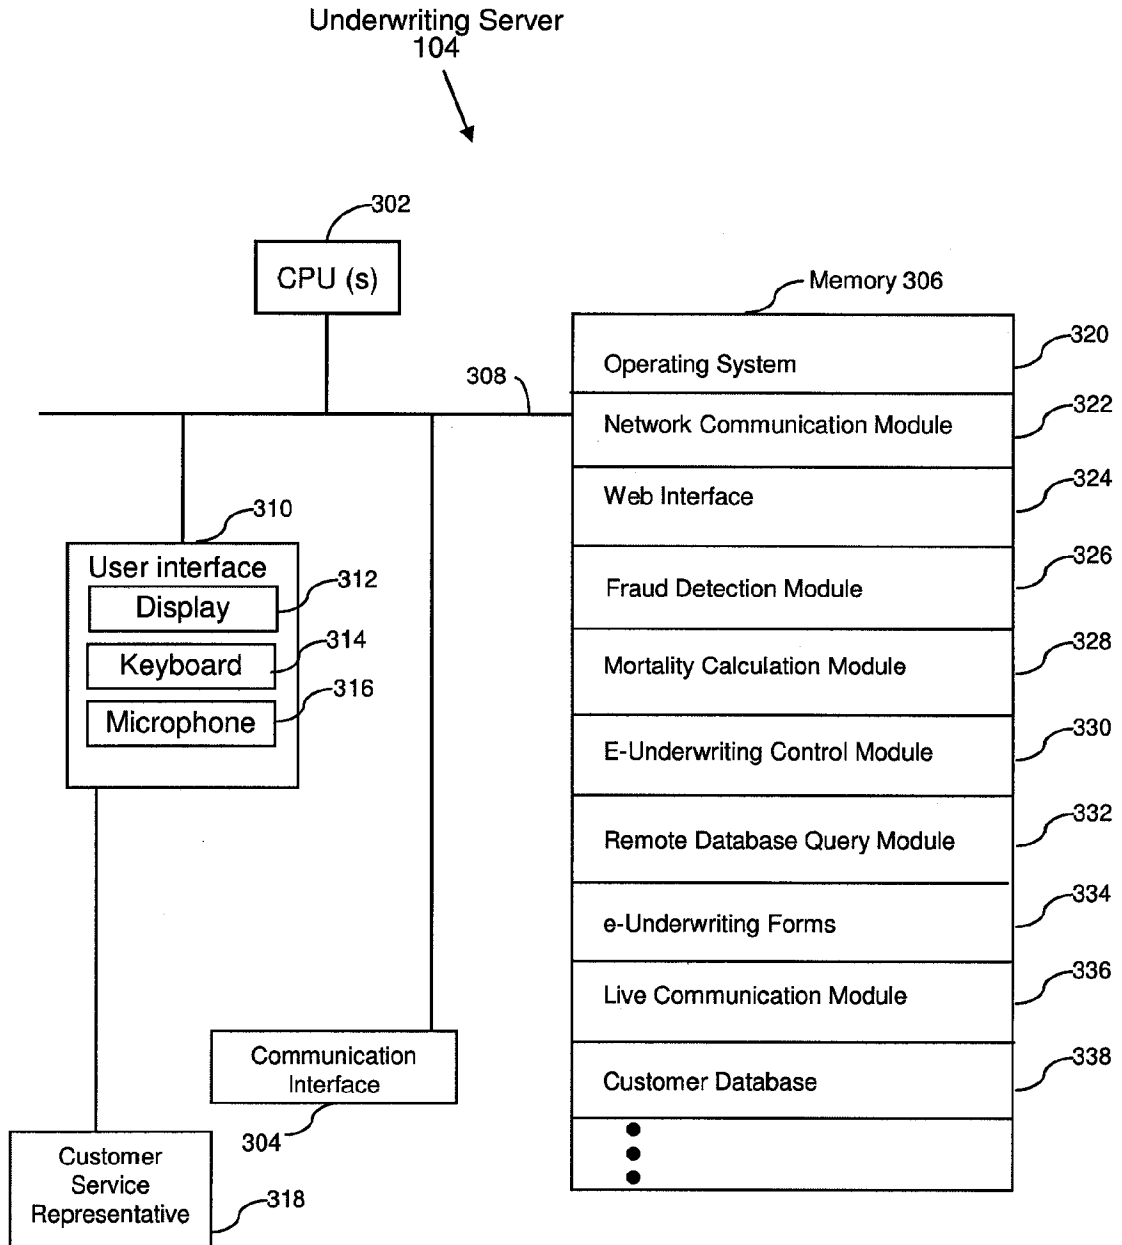 Underwriting Server
104
302
CPU (s)
Memory 306
308
Operating System
320
Network Communication Module
322
Web Interface
324
310
User interface
Display
312
Keyboard
314
Microphone
316
Fraud Detection Module
326
Mortality Calculation Module
328
E-Underwriting Control Module
330
Remote Database Query Module
332
e-Underwriting Forms
334
Live Communication Module
336
Customer Database
338
Communication
Interface
304
Customer
Service
Representative
318